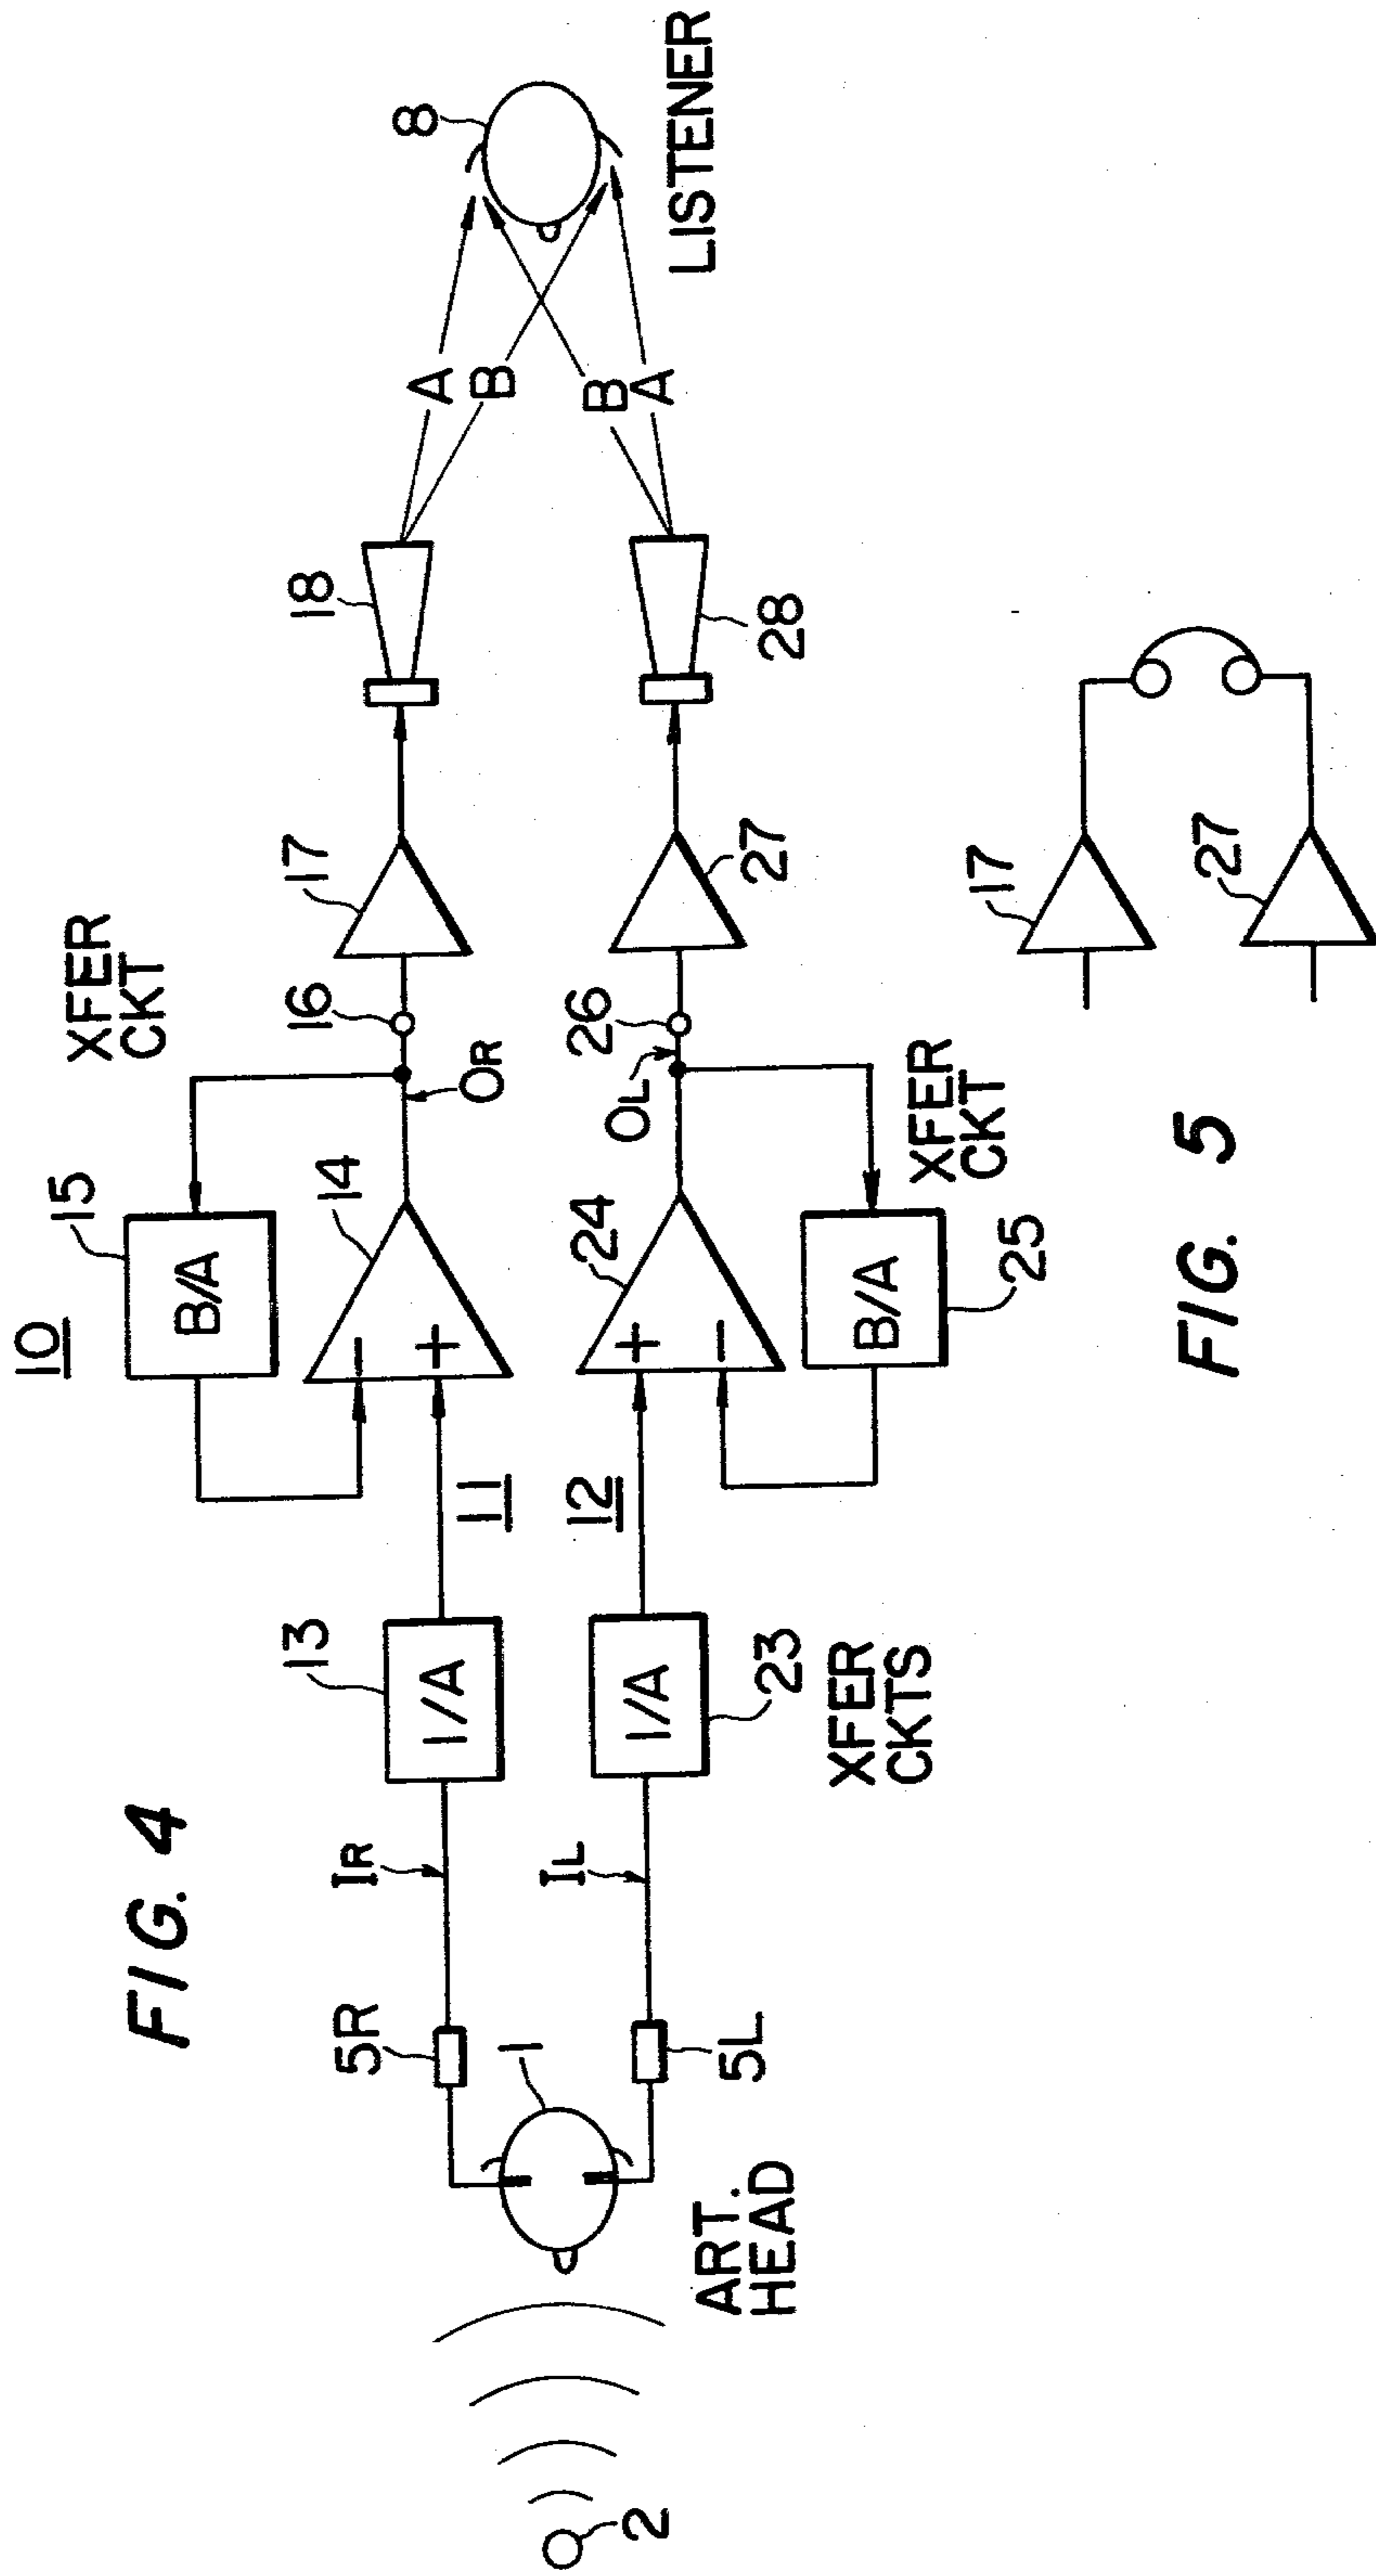 FIG. 4
10
15
B/A
XFER
CKT
14
−
+
OR
16
17
18
A
B
8
LISTENER
5R
IR
13
1/A
11
2
1
ART.
HEAD
5L
IL
1/A
23
XFER
CKTS
12
24
+
−
OL
26
27
28
B
A
B/A
25
XFER
CKT
FIG. 5
17
27